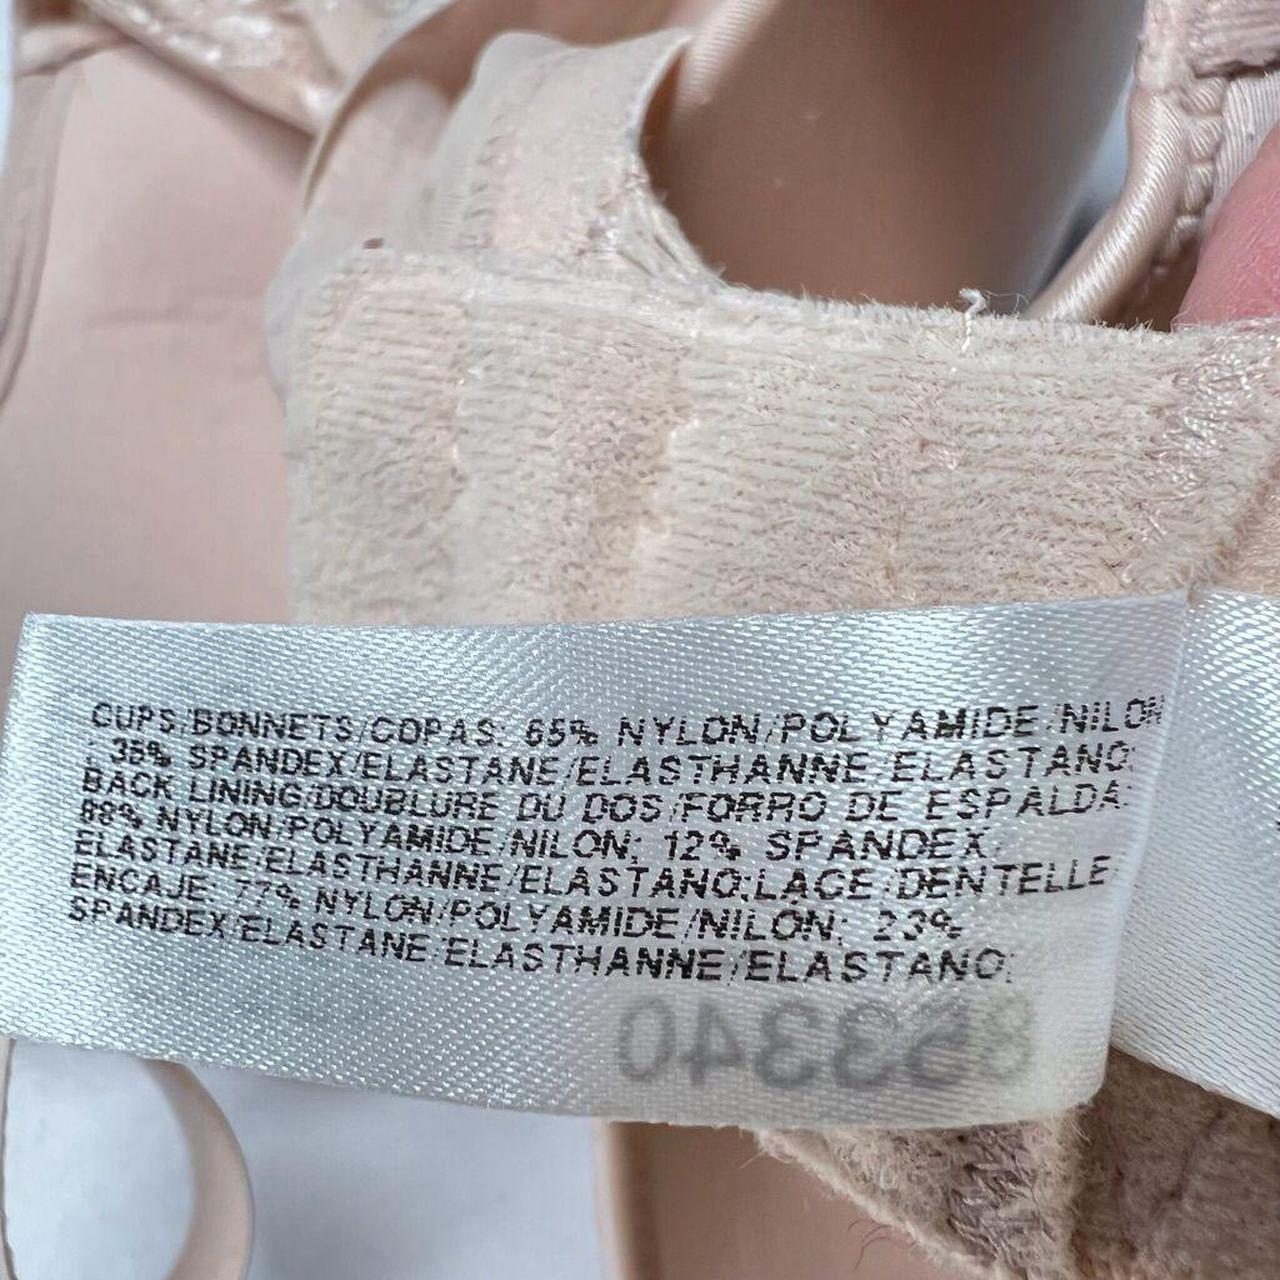 CUPS/BONNETS/COPAS: 65% NYLON/POLYAMIDE/NILON
; 35% SPANDEX/ELASTANE/ELASTHANNE/ELASTANO;
BACK LINING/DOUBLURE DU DOS/FORRO DE ESPALDA:
88% NYLON/POLYAMIDE/NILON; 12% SPANDEX/
ELASTANE/ELASTHANNE/ELASTANO;LACE/DENTELLE/
ENCAJE: 77% NYLON/POLYAMIDE/NILON; 23%
SPANDEX/ELASTANE/ELASTHANNE/ELASTANO;